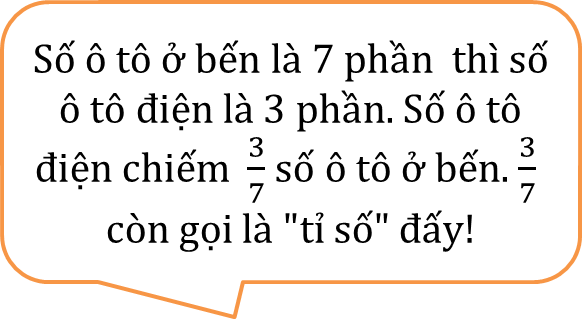 Số ô tô ở bến là 7 phần thì số
ô tô điện là 3 phần. Số ô tô
điện chiếm 3/7 số ô tô ở bến. 3/7
còn gọi là "tỉ số" đấy!